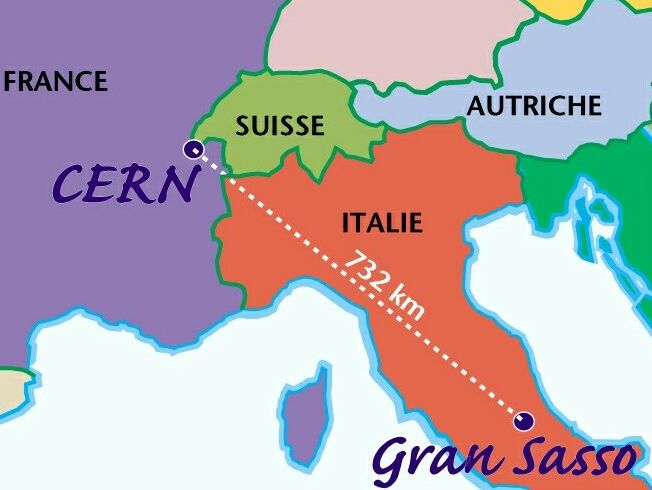 FRANCE
AUTRICHE
SUISSE
CERN
ITALIE
732 km
Gran Sasso